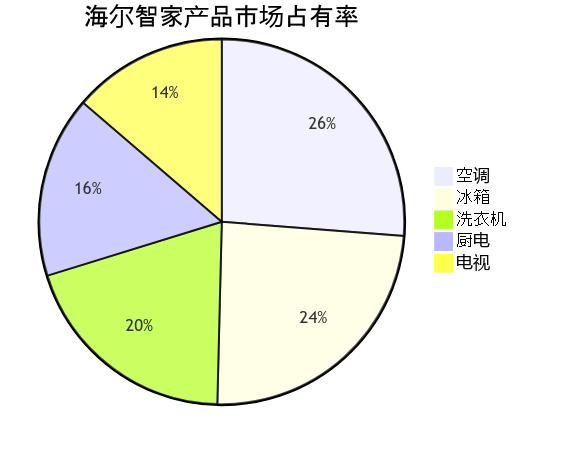 海尔智家产品市场占有率
14%
26%
16%
24%
20%
空调
冰箱
洗衣机
厨电
电视